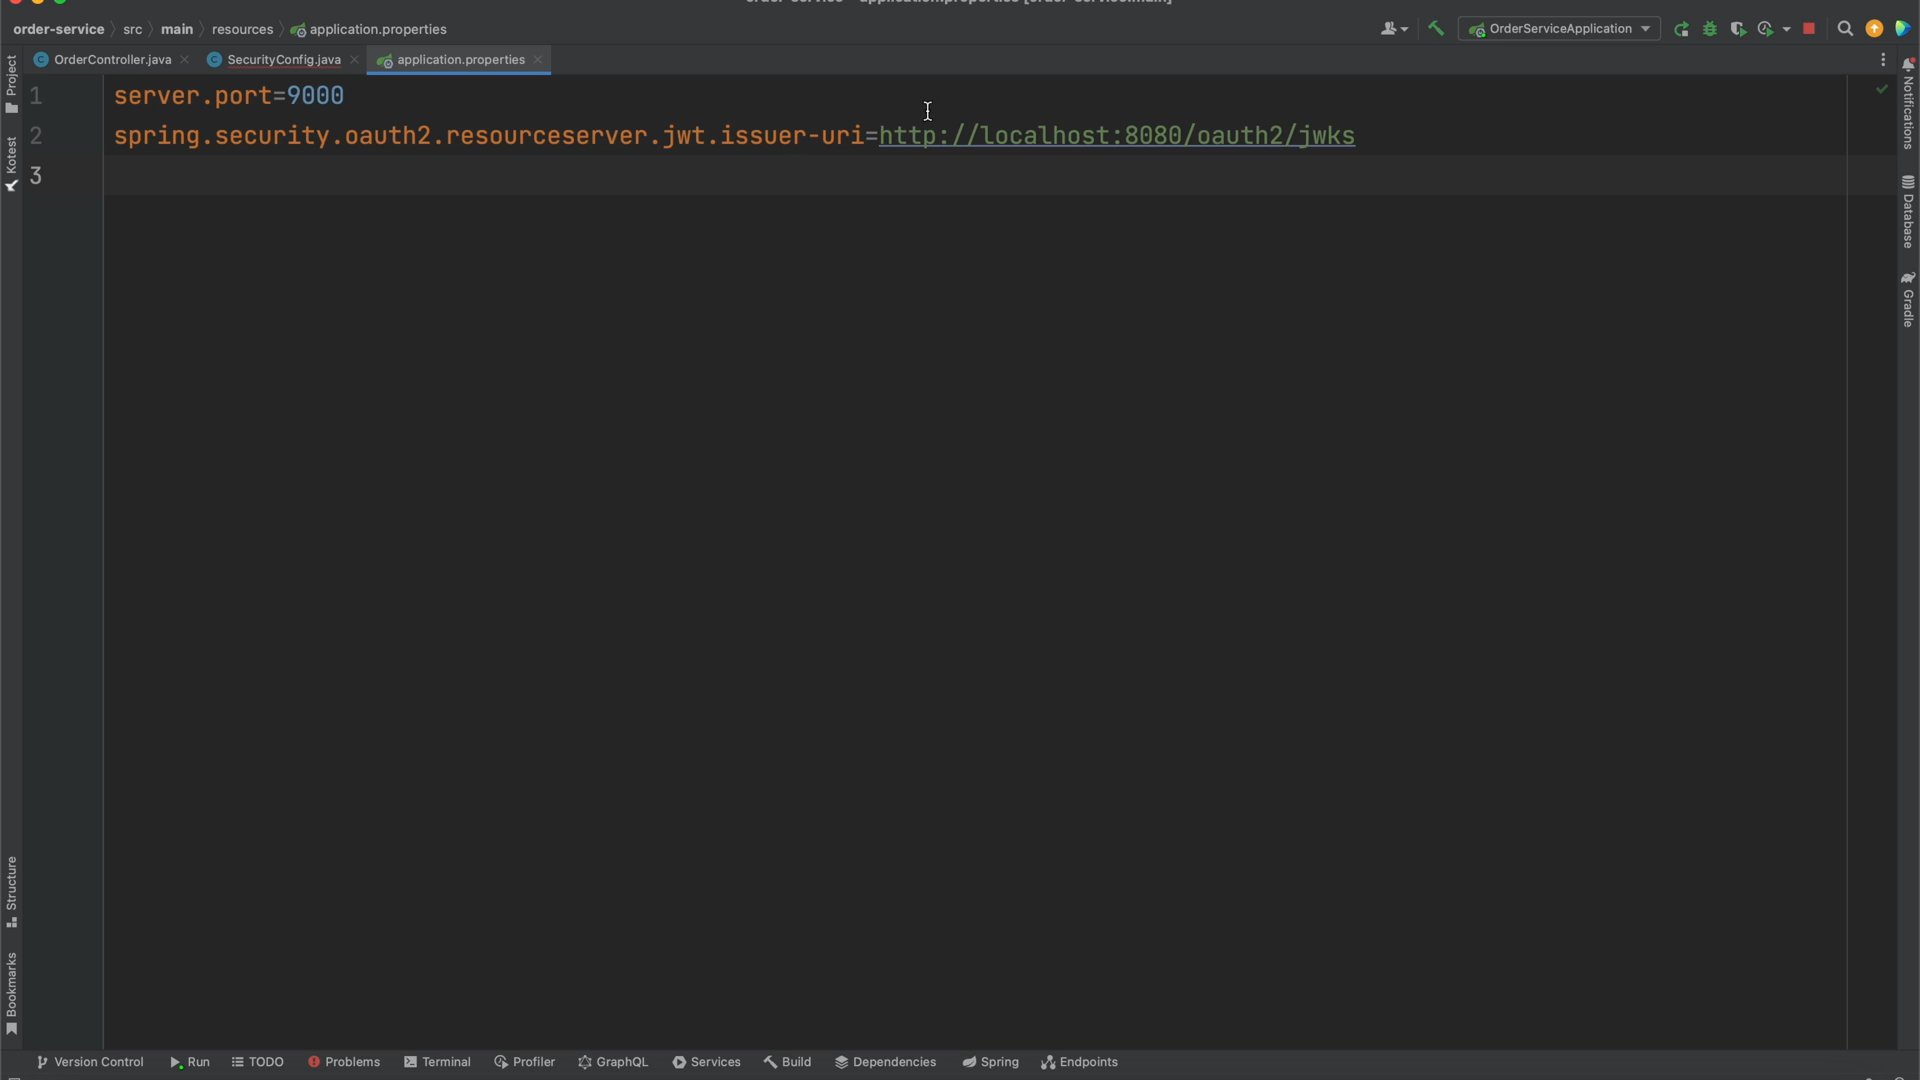 order-service src main resources application.properties
OrderServiceApplication
OrderController.java SecurityConfig.java application.properties
1 server.port=9000
2 spring.security.oauth2.resourceserver.jwt.issuer-uri=http://localhost:8080/oauth2/jwks
3
Project
Kotest
Structure
Bookmarks
Notifications
Database
Gradle
Version Control Run TODO Problems Terminal Profiler GraphQL Services Build Dependencies Spring Endpoints